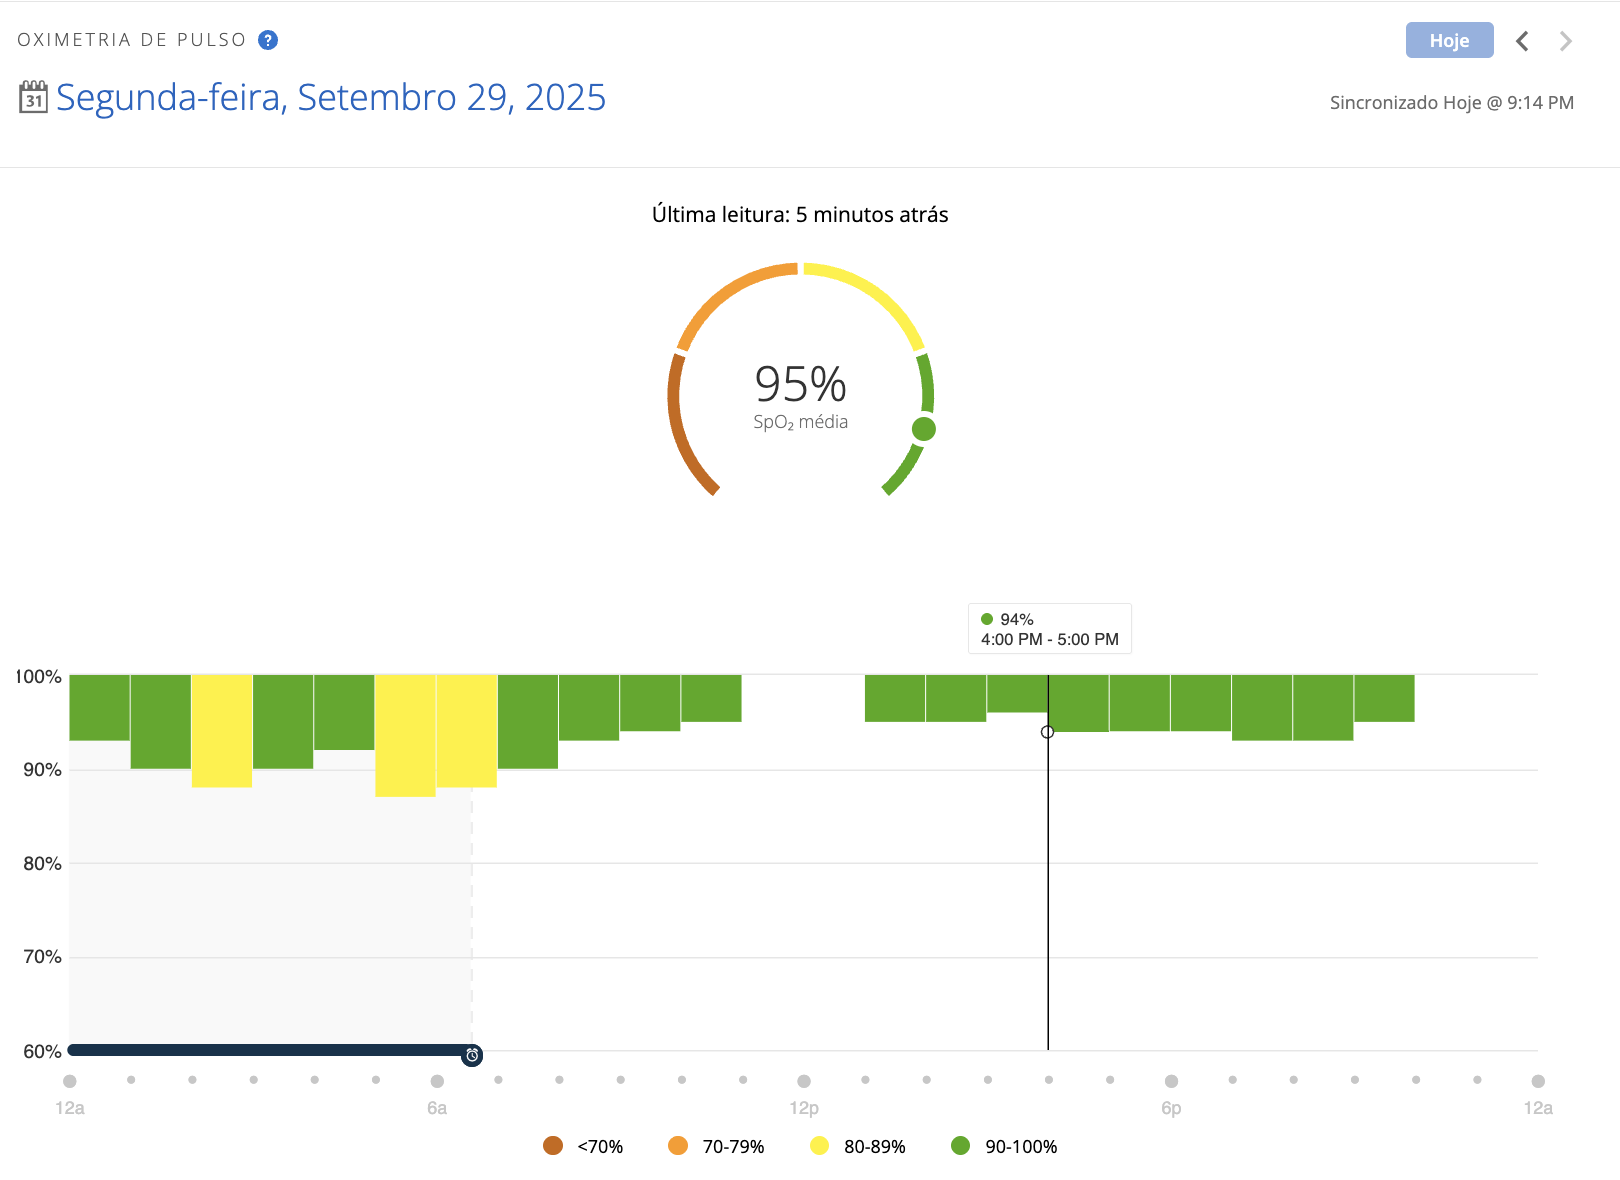 OXIMETRIA DE PULSO ?
Hoje
31 Segunda-feira, Setembro 29, 2025
Sincronizado Hoje @ 9:14 PM
Última leitura: 5 minutos atrás
95%
SpO₂ média
94%
4:00 PM - 5:00 PM
100%
90%
80%
70%
60%
12a 6a 12p 6p 12a
<70% 70-79% 80-89% 90-100%